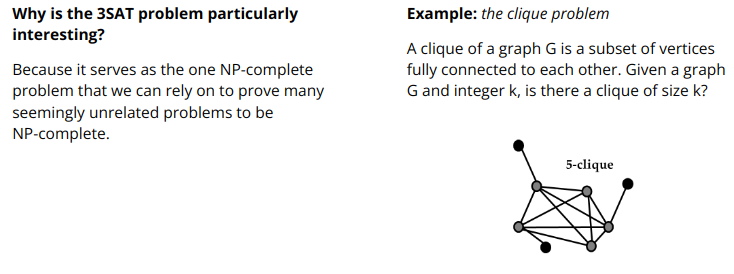 Why is the 3SAT problem particularly
interesting?
Because it serves as the one NP-complete
problem that we can rely on to prove many
seemingly unrelated problems to be
NP-complete.
Example: the clique problem
A clique of a graph G is a subset of vertices
fully connected to each other. Given a graph
G and integer k, is there a clique of size k?
5-clique